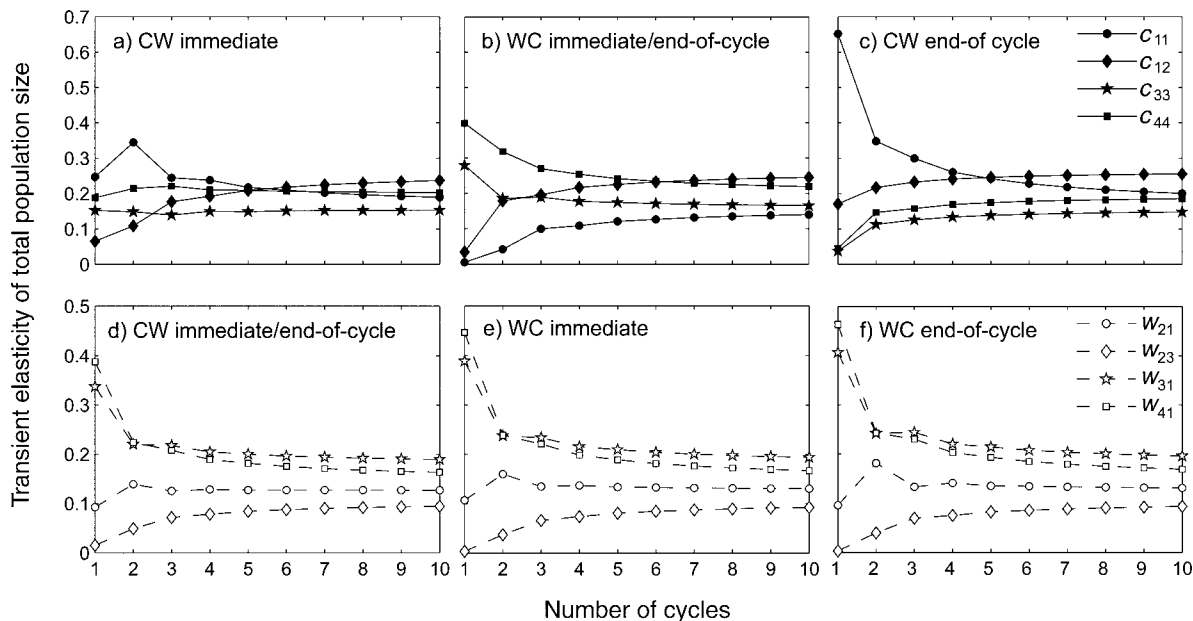 Transient elasticity of total population size
0.7
0.6
0.5
0.4
0.3
0.2
0.1
0
a) CW immediate
b) WC immediate/end-of-cycle
c) CW end-of cycle
c11
c12
c33
c44
0.5
0.4
0.3
0.2
0.1
0
d) CW immediate/end-of-cycle
e) WC immediate
f) WC end-of-cycle
w21
w23
w31
w41
1 2 3 4 5 6 7 8 9 10
1 2 3 4 5 6 7 8 9 10
1 2 3 4 5 6 7 8 9 10
Number of cycles